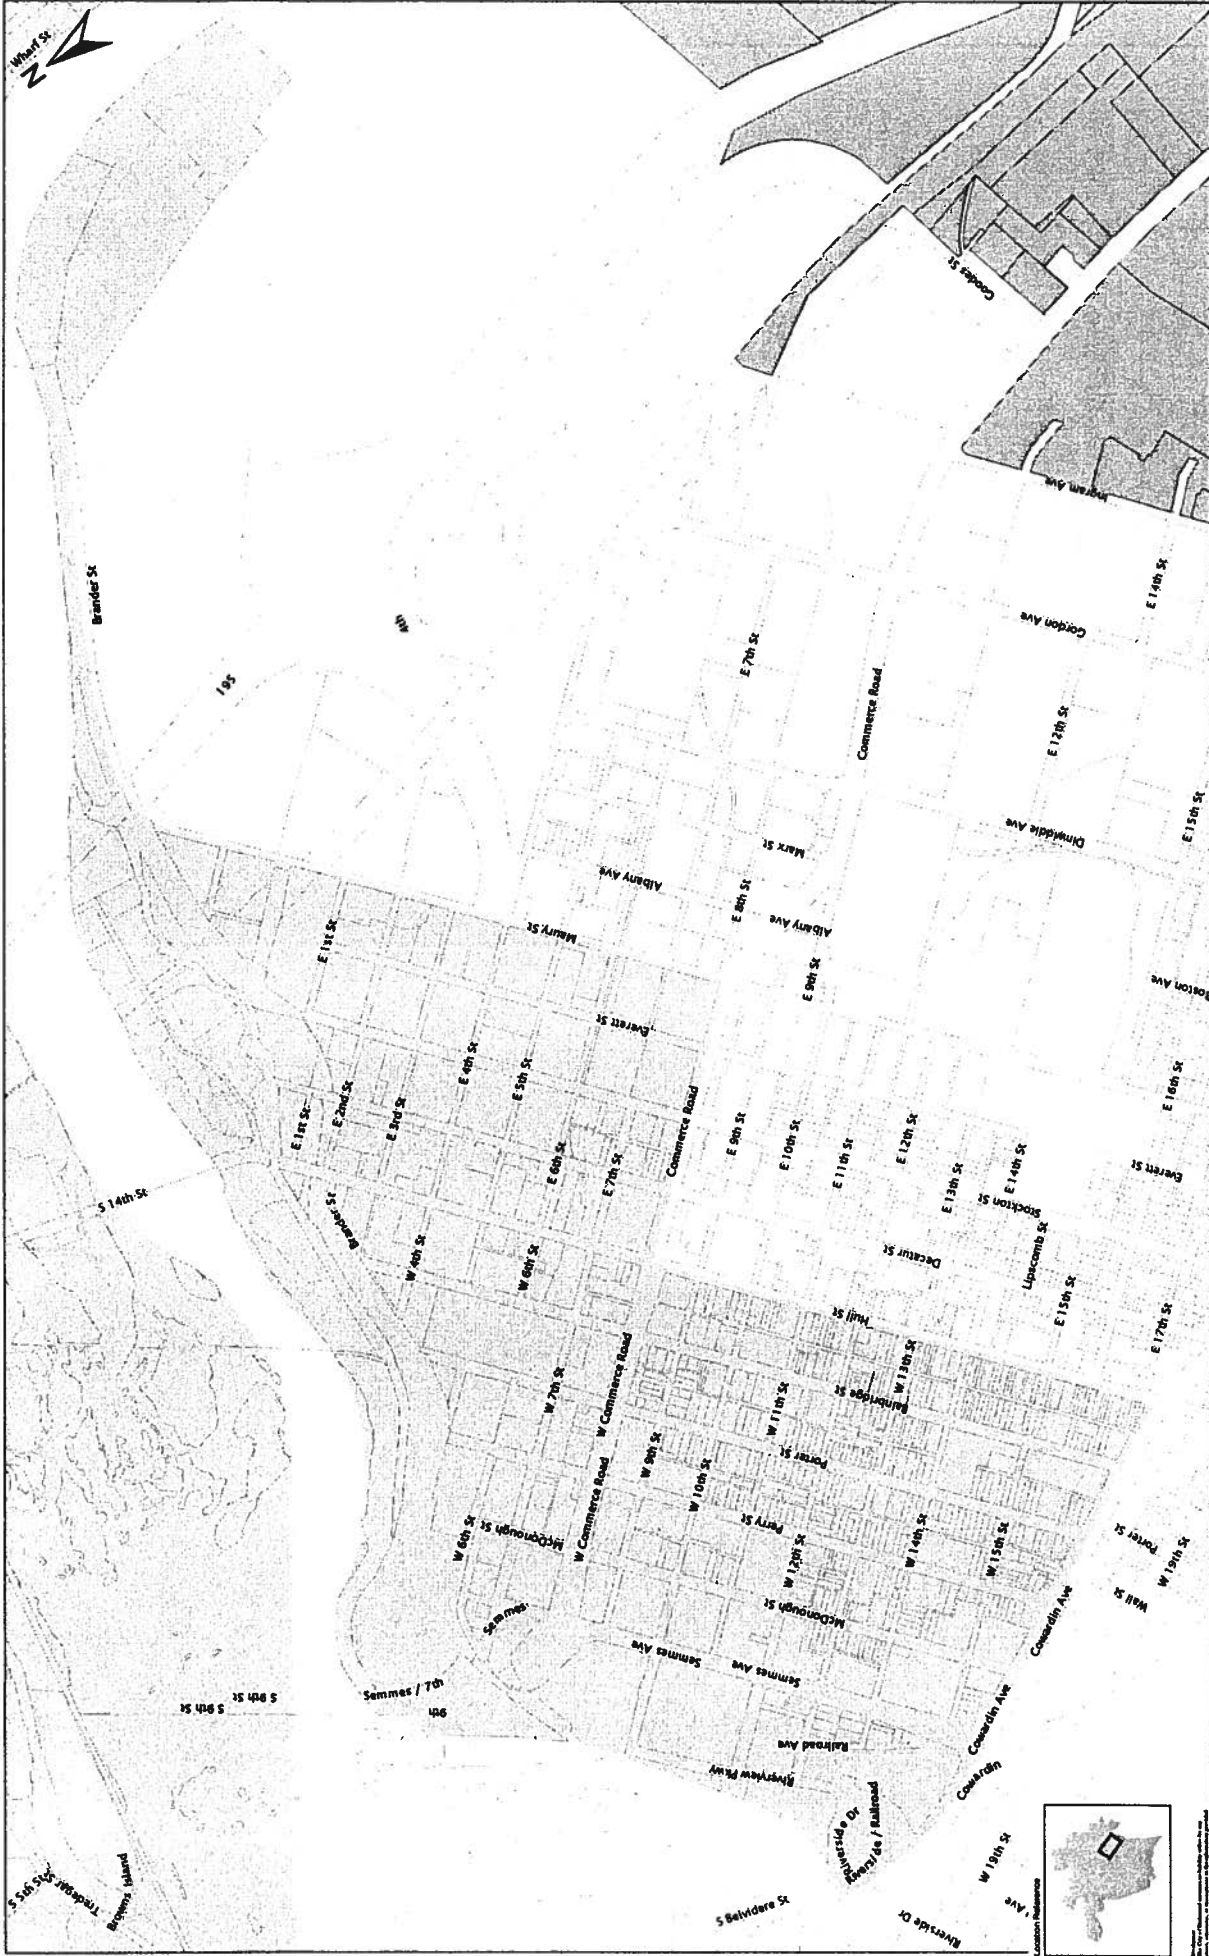 Wharf St
N
Goodes St
Ingram Ave
Brander St
E 14th St
4th
Gordon Ave
E 7th St
I 95
Commerce Road
E 12th St
Dinwiddie Ave
E 15th St
Marx St
Albany Ave
E 8th St
Albany Ave
Maury St
E 1st St
E 9th St
Boston Ave
Everett St
E 4th St
E 5th St
E 16th St
E 2nd St
E 3rd St
E 1st St
Commerce Road
E 9th St
E 10th St
E 11th St
E 12th St
E 6th St
E 7th St
E 13th St
E 14th St
Everett St
Stockton St
S 14th St
Brander St
W 4th St
W 6th St
Decatur St
Lipscomb St
E 15th St
Hull St
E 17th St
W 7th St
W Commerce Road
W 13th St
Bainbridge St
W 11th St
W 9th St
Porter St
W 10th St
W Commerce Road
W 6th St
McDonough St
Perry St
W 12th St
W 14th St
W 15th St
Porter St
W 19th St
Wall St
McDonough St
Semmes
Cowardin Ave
Semmes Ave
Semmes Ave
S 9th St
S 9th St
Semmes / 7th
9th
Cowardin Ave
Railroad Ave
Riverview Pkwy
Cowardin
Riverside Dr
Riverside / Railroad
W 19th St
S 5th St
Tredegar St
Browns Island
S Belvidere St
Riverside Dr
Ave
Location Reference